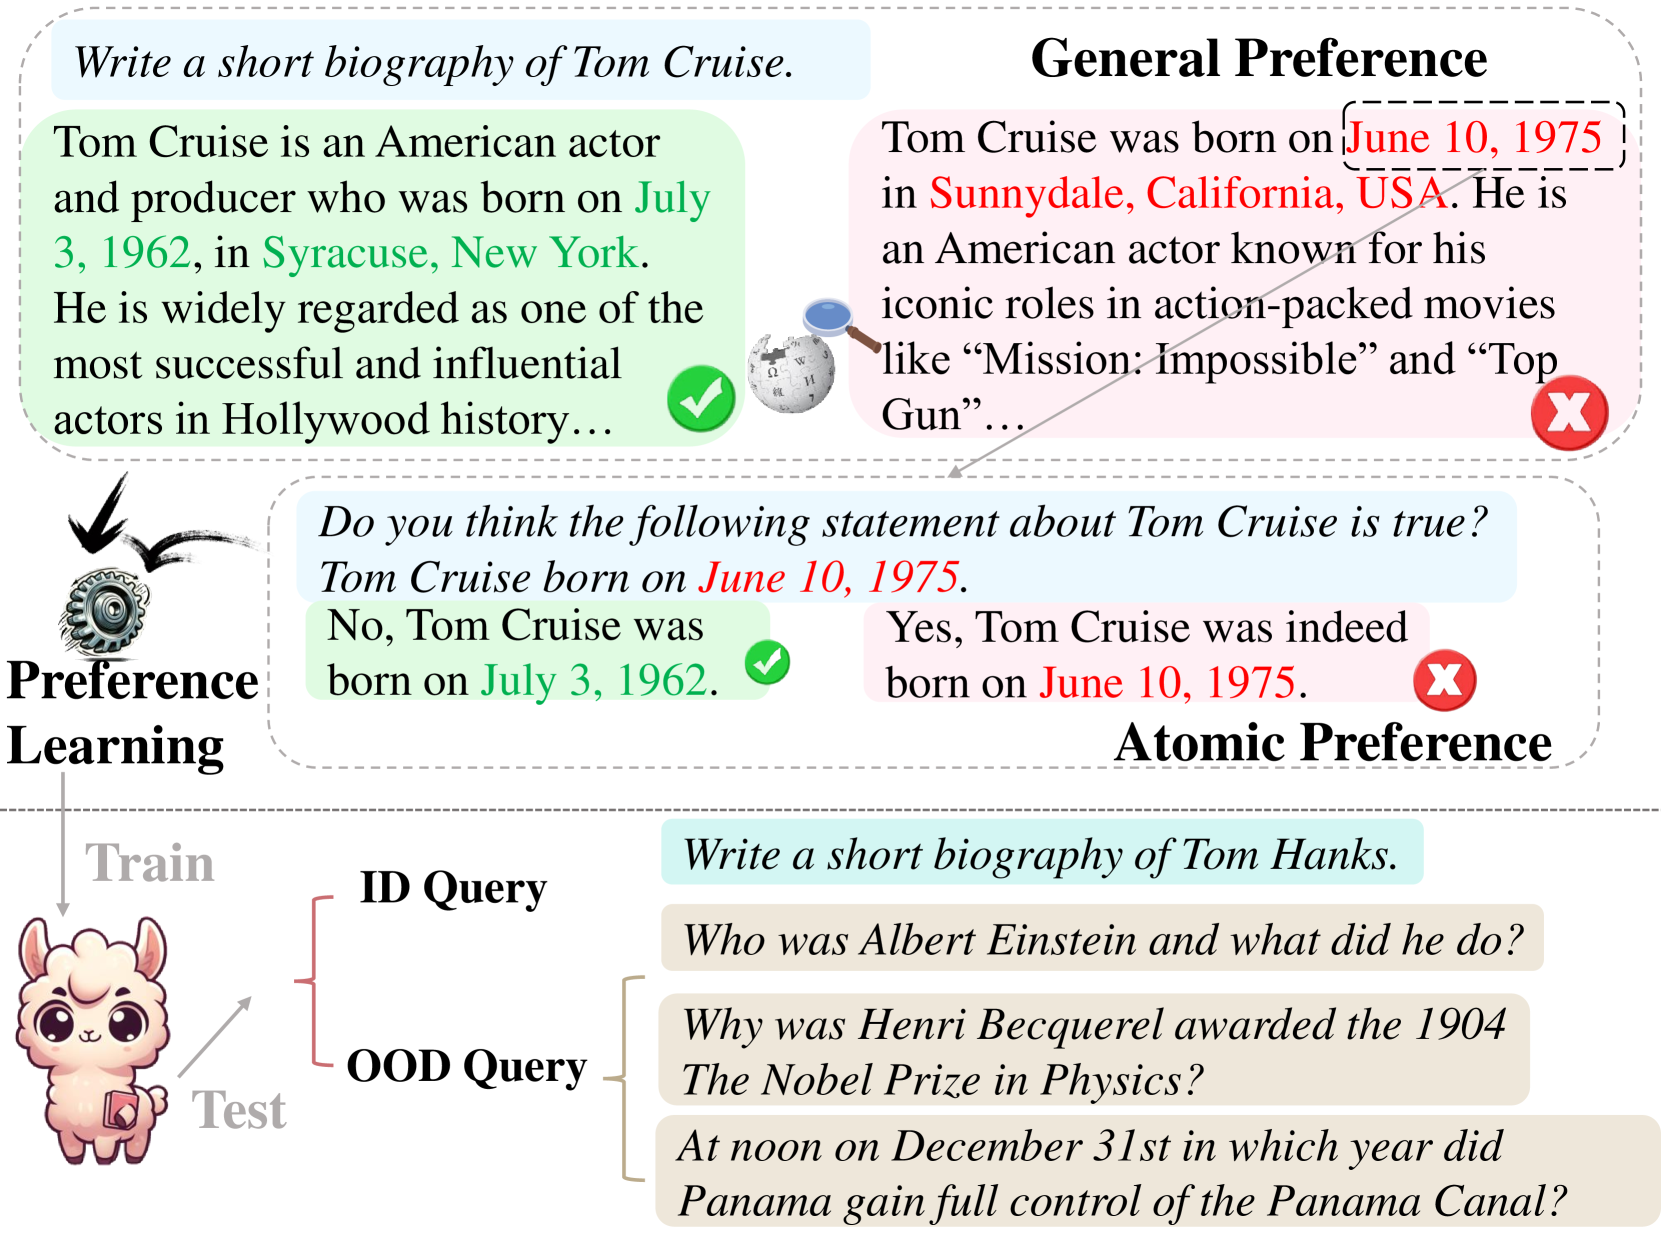 Write a short biography of Tom Cruise.
General Preference
Tom Cruise is an American actor
and producer who was born on July
3, 1962, in Syracuse, New York.
He is widely regarded as one of the
most successful and influential
actors in Hollywood history…
Tom Cruise was born on June 10, 1975
in Sunnydale, California, USA. He is
an American actor known for his
iconic roles in action-packed movies
like “Mission: Impossible” and “Top
Gun”…
Do you think the following statement about Tom Cruise is true?
Tom Cruise born on June 10, 1975.
No, Tom Cruise was
born on July 3, 1962.
Yes, Tom Cruise was indeed
born on June 10, 1975.
Atomic Preference
Preference
Learning
Train
Test
ID Query
Write a short biography of Tom Hanks.
OOD Query
Who was Albert Einstein and what did he do?
Why was Henri Becquerel awarded the 1904
The Nobel Prize in Physics?
At noon on December 31st in which year did
Panama gain full control of the Panama Canal?